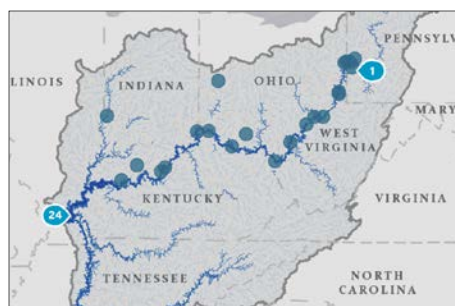 PENNSYLV
LINOIS
INDIANA
OHIO
1
MARY
WEST
VIRGINIA
24
KENTUCKY
VIRGINIA
TENNESSEE
NORTH
CAROLINA